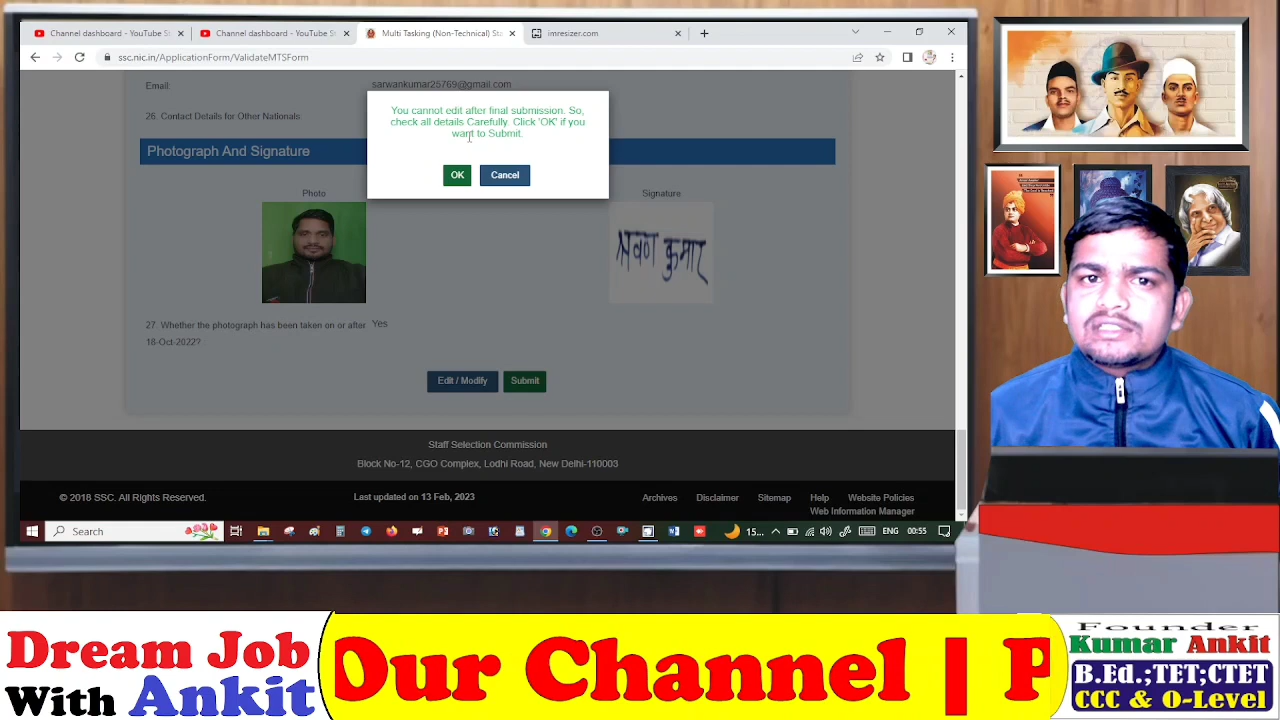 Channel dashboard - YouTube St
Channel dashboard - YouTube St
Multi Tasking (Non-Technical) Sta
imresizer.com
ssc.nic.in/ApplicationForm/ValidateMTSForm
Email:
sarwankumar25769@gmail.com
26. Contact Details for Other Nationals
You cannot edit after final submission. So,
check all details Carefully. Click 'OK' if you
want to Submit.
OK
Cancel
Photograph And Signature
Photo
Signature
श्रवण कुमार
27. Whether the photograph has been taken on or after
18-Oct-2022?
Yes
Edit / Modify
Submit
Staff Selection Commission
Block No-12, CGO Complex, Lodhi Road, New Delhi-110003
© 2018 SSC. All Rights Reserved.
Last updated on 13 Feb, 2023
Archives
Disclaimer
Sitemap
Help
Website Policies
Web Information Manager
Search
15...
ENG
00:55
Dream Job
With Ankit
Our Channel | P
Founder
Kumar Ankit
B.Ed.;TET;CTET
CCC & O-Level